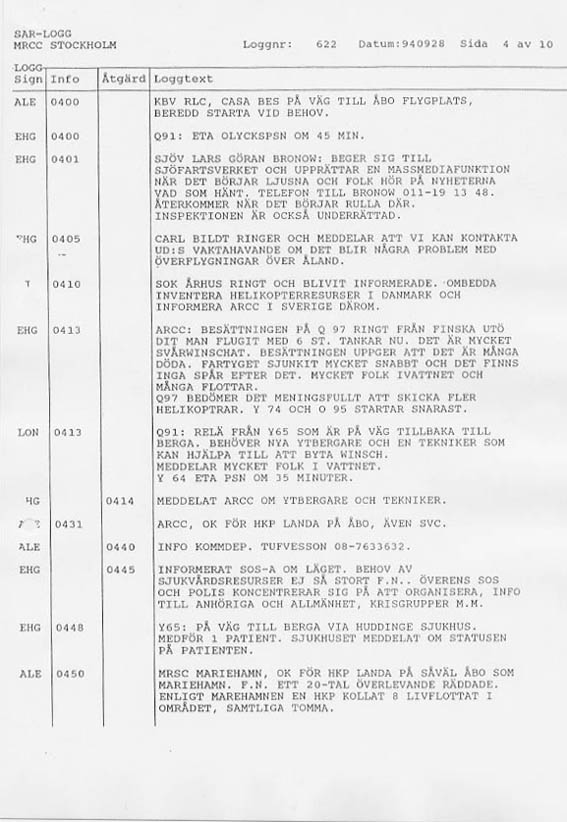 SAR-LOGG
MRCC STOCKHOLM Loggnr: 622 Datum:940928 Sida 4 av 10
LOGG
Sign Info Åtgärd Loggtext
ALE 0400 KBV RLC, CASA BES PÅ VÄG TILL ÅBO FLYGPLATS,
BEREDD STARTA VID BEHOV.
EHG 0400 Q91: ETA OLYCKSPSN OM 45 MIN.
EHG 0401 SJÖV LARS GÖRAN BRONOW: BEGER SIG TILL
SJÖFARTSVERKET OCH UPPRÄTTAR EN MASSMEDIAFUNKTION
NÄR DET BÖRJAR LJUSNA OCH FOLK HÖR PÅ NYHETERNA
VAD SOM HÄNT. TELEFON TILL BRONOW 011-19 13 48.
ÅTERKOMMER NÄR DET BÖRJAR RULLA DÄR.
INSPEKTIONEN ÄR OCKSÅ UNDERRÄTTAD.
HG 0405 CARL BILDT RINGER OCH MEDDELAR ATT VI KAN KONTAKTA
UD:S VAKTAHAVANDE OM DET BLIR NÅGRA PROBLEM MED
ÖVERFLYGNINGAR ÖVER ÅLAND.
0410 SOK ÅRHUS RINGT OCH BLIVIT INFORMERADE. OMBEDDA
INVENTERA HELIKOPTERRESURSER I DANMARK OCH
INFORMERA ARCC I SVERIGE DÄROM.
EHG 0413 ARCC: BESÄTTNINGEN PÅ Q 97 RINGT FRÅN FINSKA UTÖ
DIT MAN FLUGIT MED 6 ST. TANKAR NU. DET ÄR MYCKET
SVÅRWINSCHAT. BESÄTTNINGEN UPPGER ATT DET ÄR MÅNGA
DÖDA. FARTYGET SJUNKIT MYCKET SNABBT OCH DET FINNS
INGA SPÅR EFTER DET. MYCKET FOLK IVATTNET OCH
MÅNGA FLOTTAR.
Q97 BEDÖMER DET MENINGSFULLT ATT SKICKA FLER
HELIKOPTRAR. Y 74 OCH O 95 STARTAR SNARAST.
LON 0413 Q91: RELÄ FRÅN Y65 SOM ÄR PÅ VÄG TILLBAKA TILL
BERGA. BEHÖVER NYA YTBERGARE OCH EN TEKNIKER SOM
KAN HJÄLPA TILL ATT BYTA WINSCH.
MEDDELAR MYCKET FOLK I VATTNET.
Y 64 ETA PSN OM 35 MINUTER.
HG 0414 MEDDELAT ARCC OM YTBERGARE OCH TEKNIKER.
0431 ARCC, OK FÖR HKP LANDA PÅ ÅBO, ÄVEN SVC.
ALE 0440 INFO KOMMDEP. TUFVESSON 08-7633632.
EHG 0445 INFORMERAT SOS-A OM LÄGET. BEHOV AV
SJUKVÅRDSRESURSER EJ SÅ STORT F.N.. ÖVERENS SOS
OCH POLIS KONCENTRERAR SIG PÅ ATT ORGANISERA, INFO
TILL ANHÖRIGA OCH ALLMÄNHET, KRISGRUPPER M.M.
EHG 0448 Y65: PÅ VÄG TILL BERGA VIA HUDDINGE SJUKHUS.
MEDFÖR 1 PATIENT. SJUKHUSET MEDDELAT OM STATUSEN
PÅ PATIENTEN.
ALE 0450 MRSC MARIEHAMN, OK FÖR HKP LANDA PÅ SÅVÄL ÅBO SOM
MARIEHAMN. F.N. ETT 20-TAL ÖVERLEVANDE RÄDDADE.
ENLIGT MAREHAMNEN EN HKP KOLLAT 8 LIVFLOTTAT I
OMRÅDET, SAMTLIGA TOMMA.